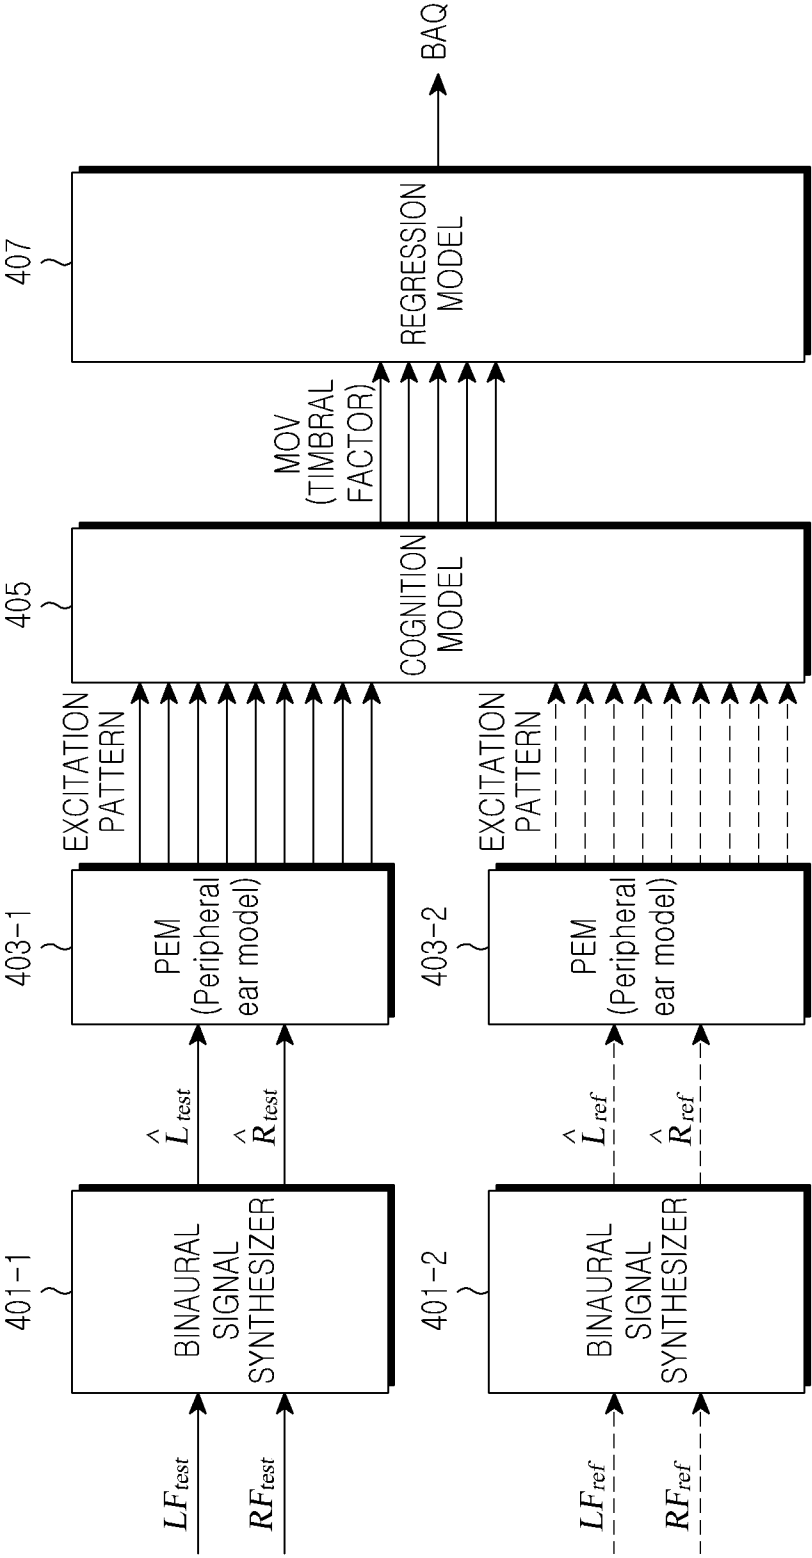 401-1
403-1
405
407
LFtest
RFtest
BINAURAL
SIGNAL
SYNTHESIZER
L̂test
R̂test
PEM
(Peripheral
ear model)
EXCITATION
PATTERN
COGNITION
MODEL
MOV
(TIMBRAL
FACTOR)
REGRESSION
MODEL
BAQ
401-2
403-2
LFref
RFref
BINAURAL
SIGNAL
SYNTHESIZER
L̂ref
R̂ref
PEM
(Peripheral
ear model)
EXCITATION
PATTERN